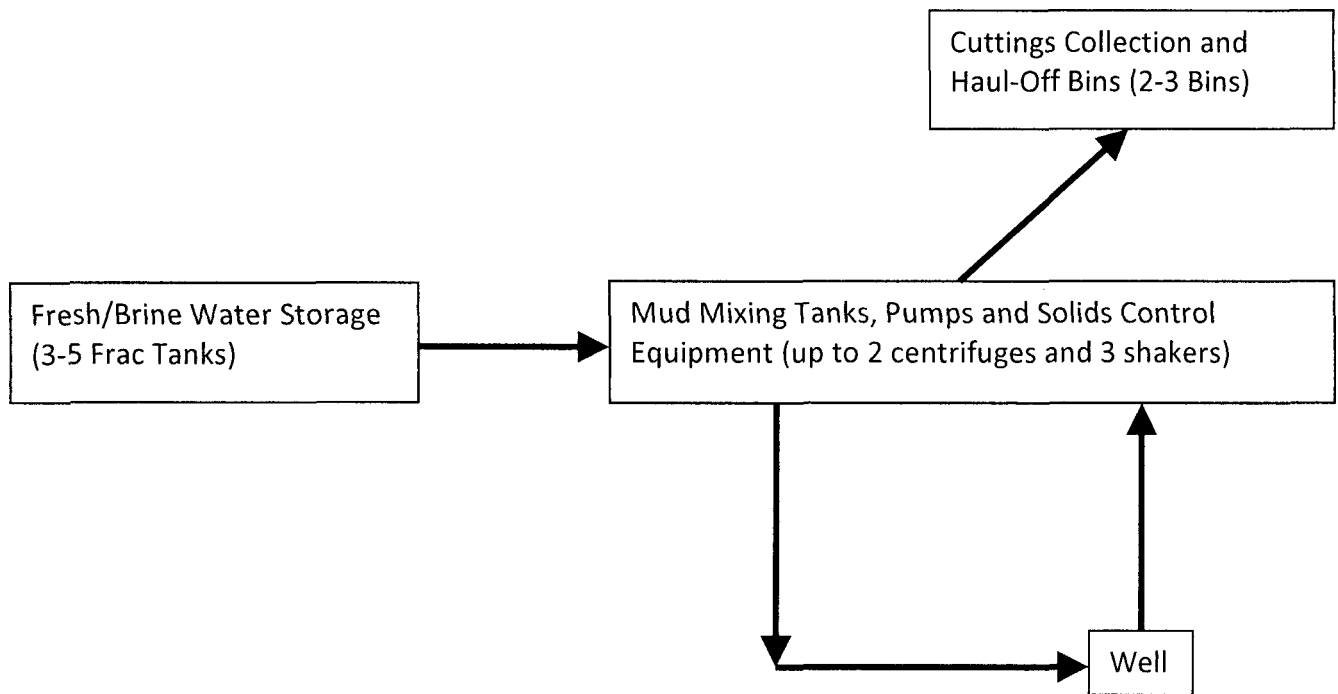 Cuttings Collection and
Haul-Off Bins (2-3 Bins)
Fresh/Brine Water Storage
(3-5 Frac Tanks)
Mud Mixing Tanks, Pumps and Solids Control
Equipment (up to 2 centrifuges and 3 shakers)
Well